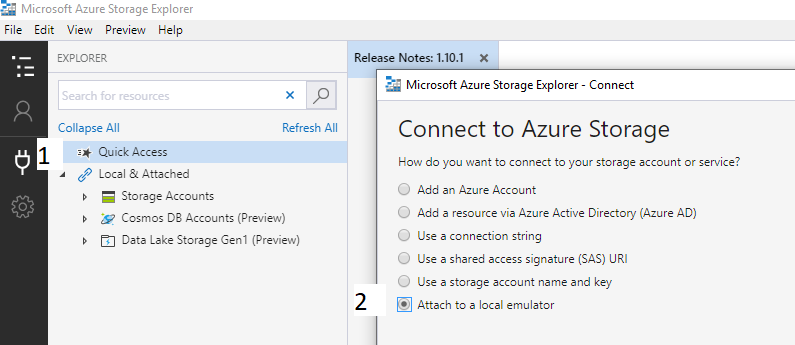 Microsoft Azure Storage Explorer
File Edit View Preview Help
EXPLORER
Search for resources
Collapse All Refresh All
1
Quick Access
Local & Attached
Storage Accounts
Cosmos DB Accounts (Preview)
Data Lake Storage Gen1 (Preview)
Release Notes: 1.10.1
Microsoft Azure Storage Explorer - Connect
Connect to Azure Storage
How do you want to connect to your storage account or service?
Add an Azure Account
Add a resource via Azure Active Directory (Azure AD)
Use a connection string
Use a shared access signature (SAS) URI
Use a storage account name and key
2
Attach to a local emulator